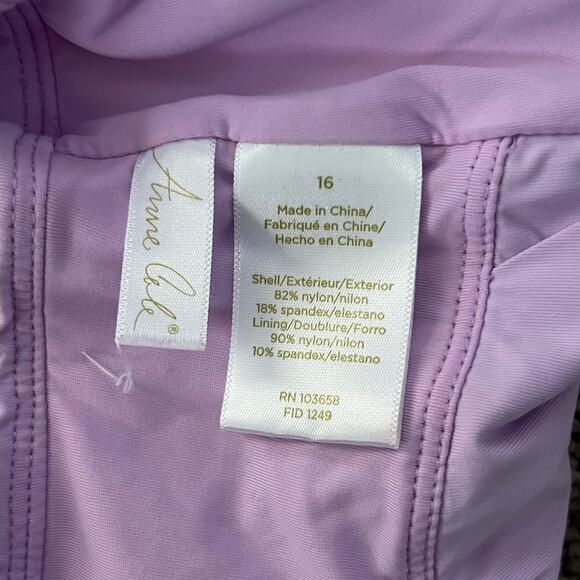 Anne Cole®
16
Made in China/
Fabriqué en Chine/
Hecho en China
Shell/Extérieur/Exterior
82% nylon/nilon
18% spandex/elestano
Lining/Doublure/Forro
90% nylon/nilon
10% spandex/elestano
RN 103658
FID 1249